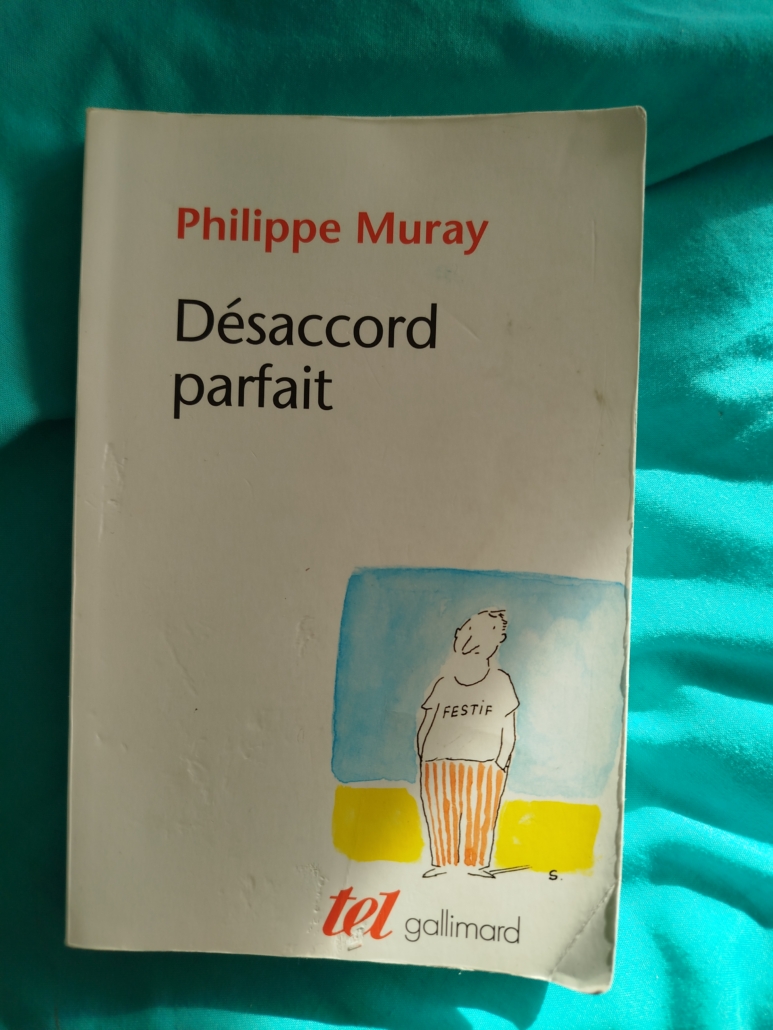 Philippe Muray
Désaccord
parfait
FESTiF
S.
tel gallimard